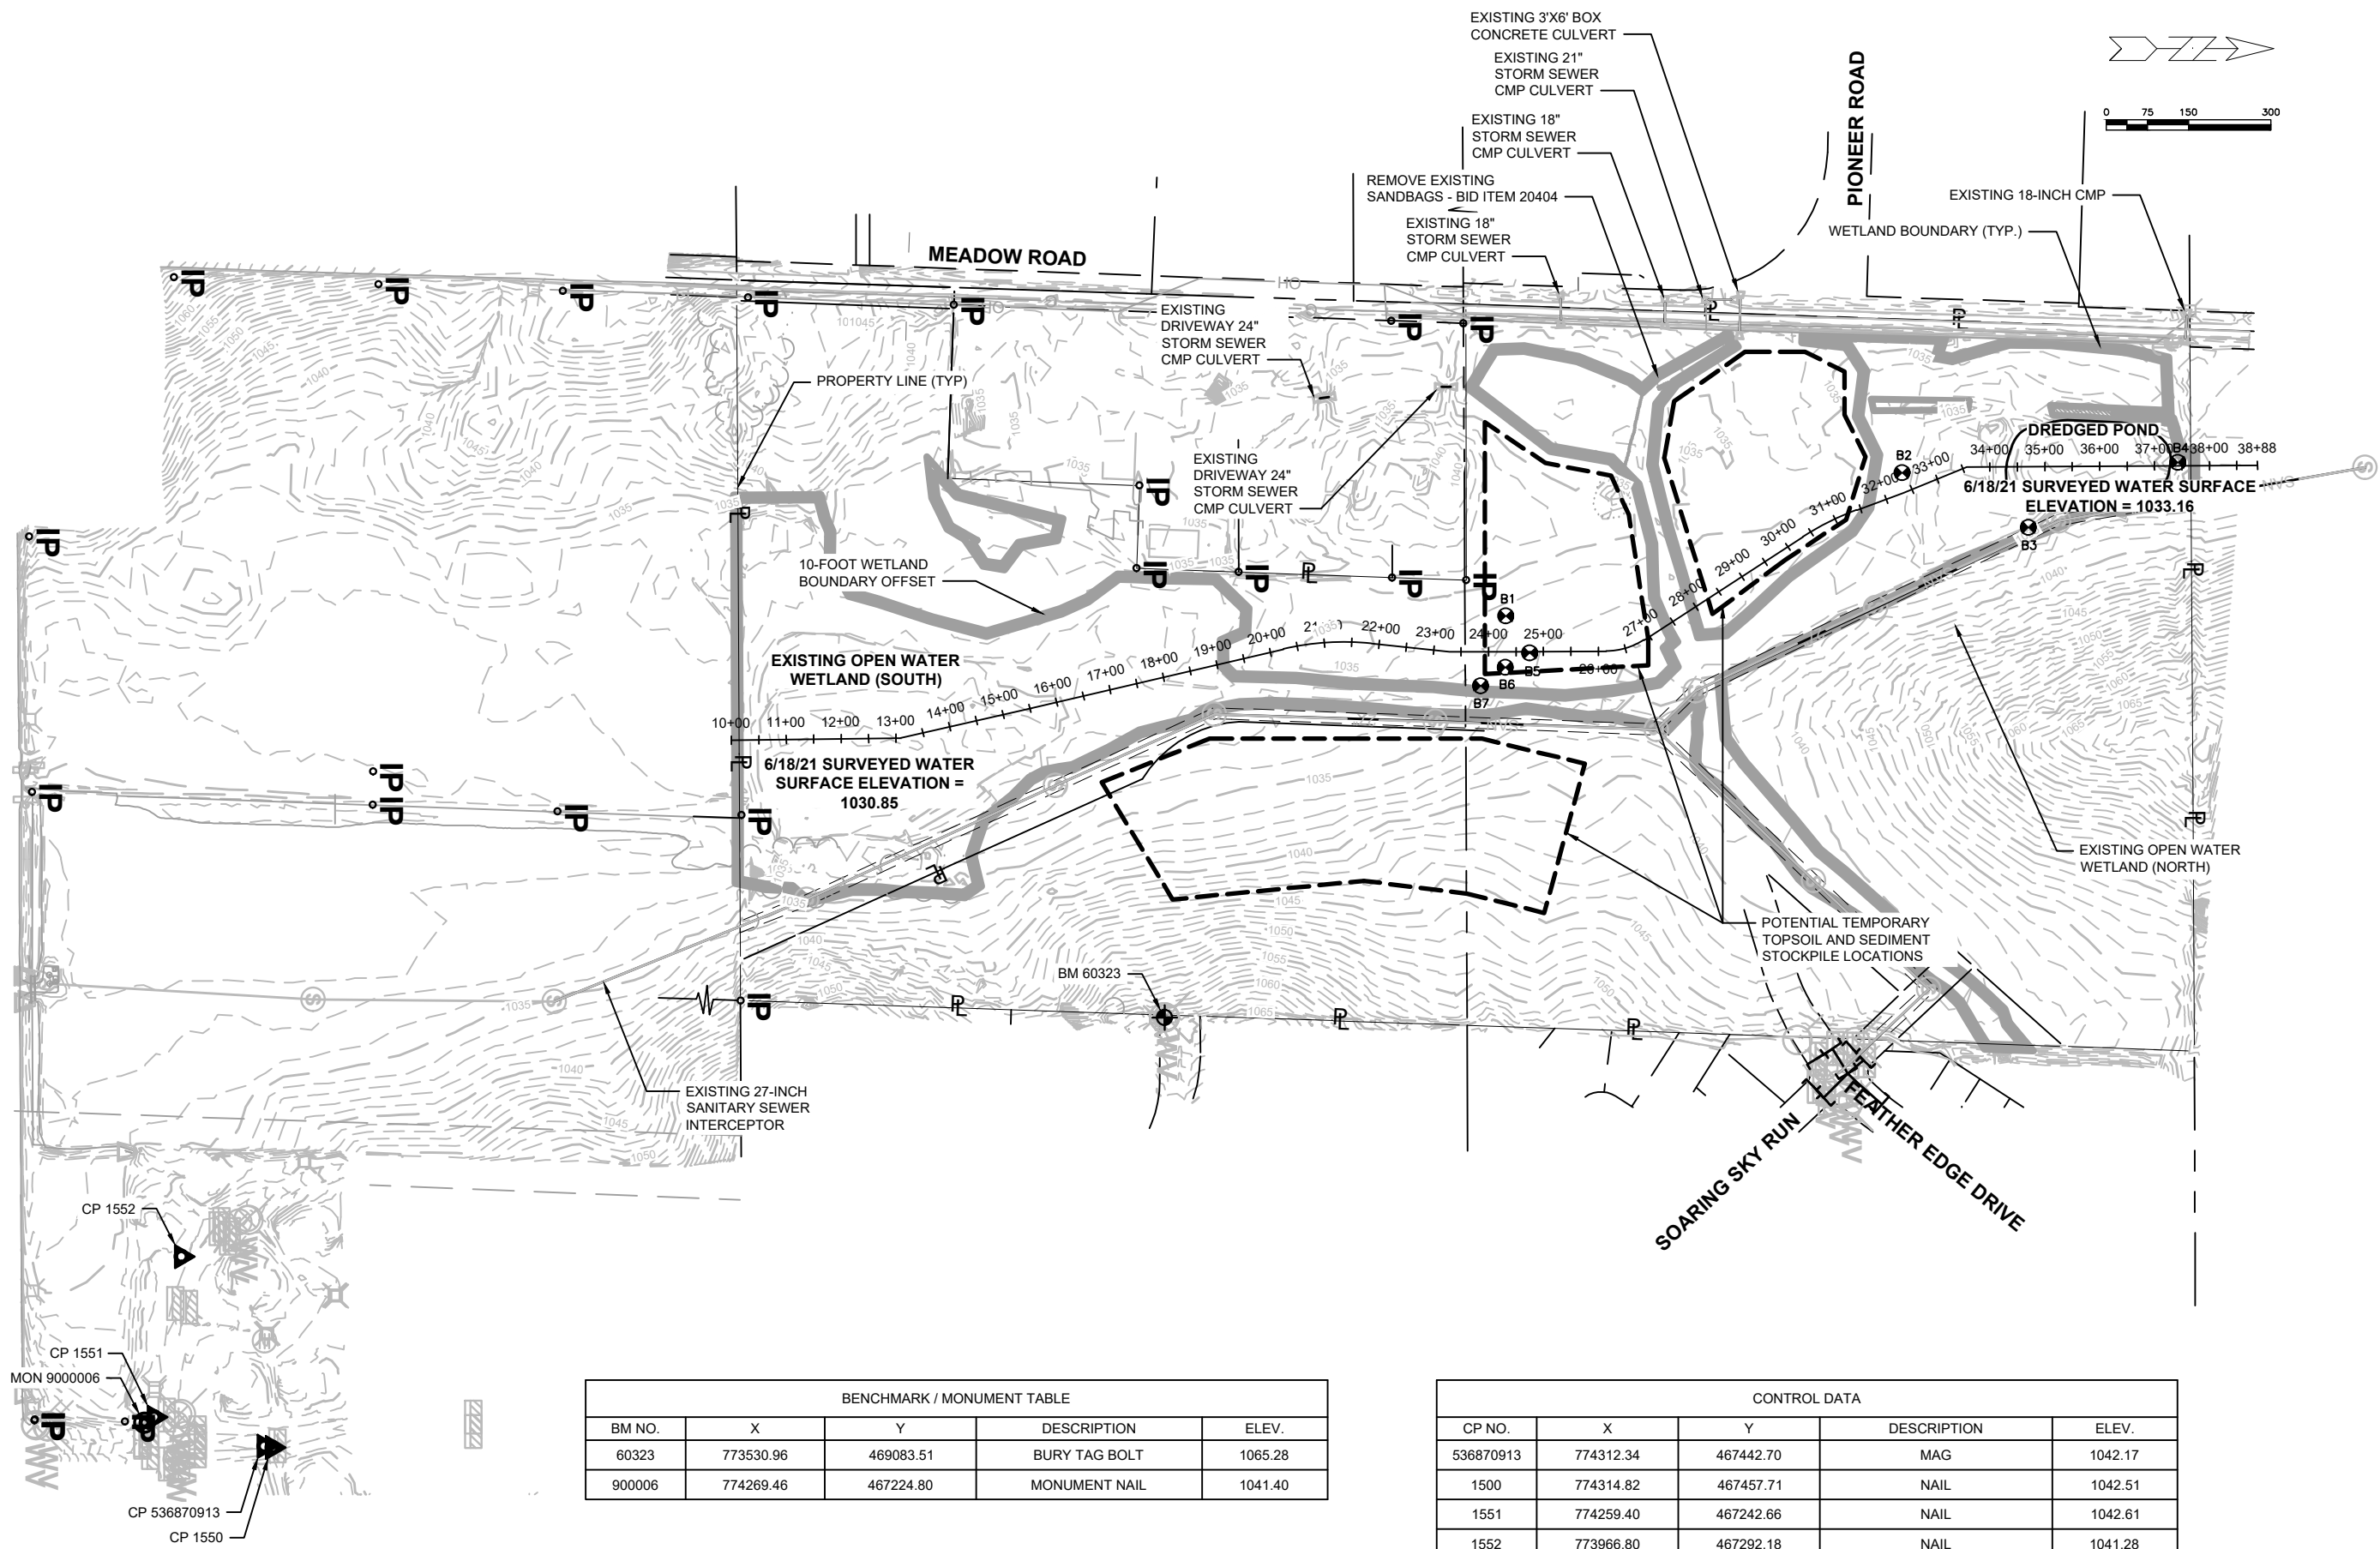 EXISTING 3'X6' BOX
CONCRETE CULVERT
EXISTING 21"
STORM SEWER
CMP CULVERT
EXISTING 18"
STORM SEWER
CMP CULVERT
REMOVE EXISTING
SANDBAGS - BID ITEM 20404
EXISTING 18"
STORM SEWER
CMP CULVERT
PIONEER ROAD
0 75 150 300
EXISTING 18-INCH CMP
WETLAND BOUNDARY (TYP.)
MEADOW ROAD
EXISTING
DRIVEWAY 24"
STORM SEWER
CMP CULVERT
PROPERTY LINE (TYP)
EXISTING
DRIVEWAY 24"
STORM SEWER
CMP CULVERT
DREDGED POND
B2
B4
34+00 35+00 36+00 37+00 38+00 38+88
6/18/21 SURVEYED WATER SURFACE
ELEVATION = 1033.16
B3
10-FOOT WETLAND
BOUNDARY OFFSET
B1
EXISTING OPEN WATER
WETLAND (SOUTH)
10+00 11+00 12+00 13+00 14+00 15+00 16+00 17+00 18+00 19+00 20+00 22+00 23+00 24+00 25+00 26+00 27+00 28+00 29+00 30+00 31+00 32+00 33+00
B5
B6
B7
6/18/21 SURVEYED WATER
SURFACE ELEVATION =
1030.85
EXISTING OPEN WATER
WETLAND (NORTH)
POTENTIAL TEMPORARY
TOPSOIL AND SEDIMENT
STOCKPILE LOCATIONS
BM 60323
EXISTING 27-INCH
SANITARY SEWER
INTERCEPTOR
SOARING SKY RUN
FEATHER EDGE DRIVE
CP 1552
CP 1551
MON 9000006
CP 536870913
CP 1550
BENCHMARK / MONUMENT TABLE
BM NO. X Y DESCRIPTION ELEV.
60323 773530.96 469083.51 BURY TAG BOLT 1065.28
900006 774269.46 467224.80 MONUMENT NAIL 1041.40
CONTROL DATA
CP NO. X Y DESCRIPTION ELEV.
536870913 774312.34 467442.70 MAG 1042.17
1500 774314.82 467457.71 NAIL 1042.51
1551 774259.40 467242.66 NAIL 1042.61
1552 773966.80 467292.18 NAIL 1041.28